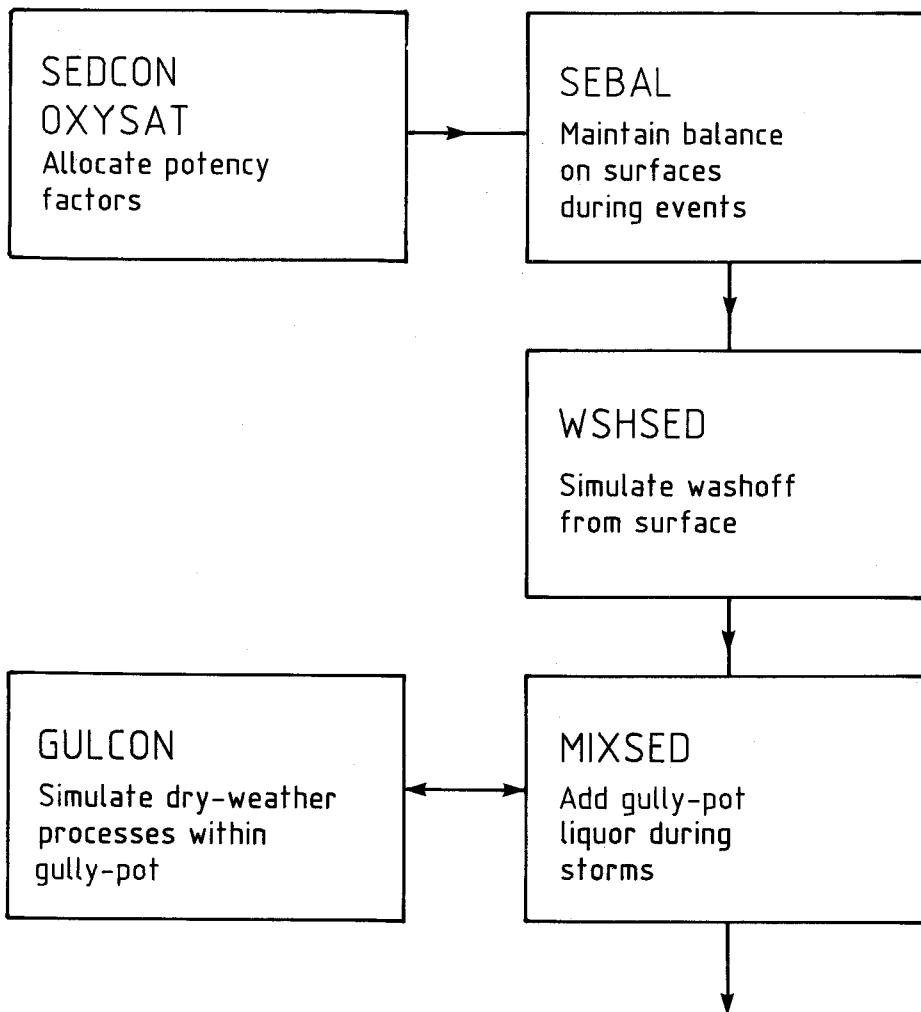 SEDCON
OXYSAT
Allocate potency
factors
SEBAL
Maintain balance
on surfaces
during events
WSHSED
Simulate washoff
from surface
GULCON
Simulate dry-weather
processes within
gully-pot
MIXSED
Add gully-pot
liquor during
storms